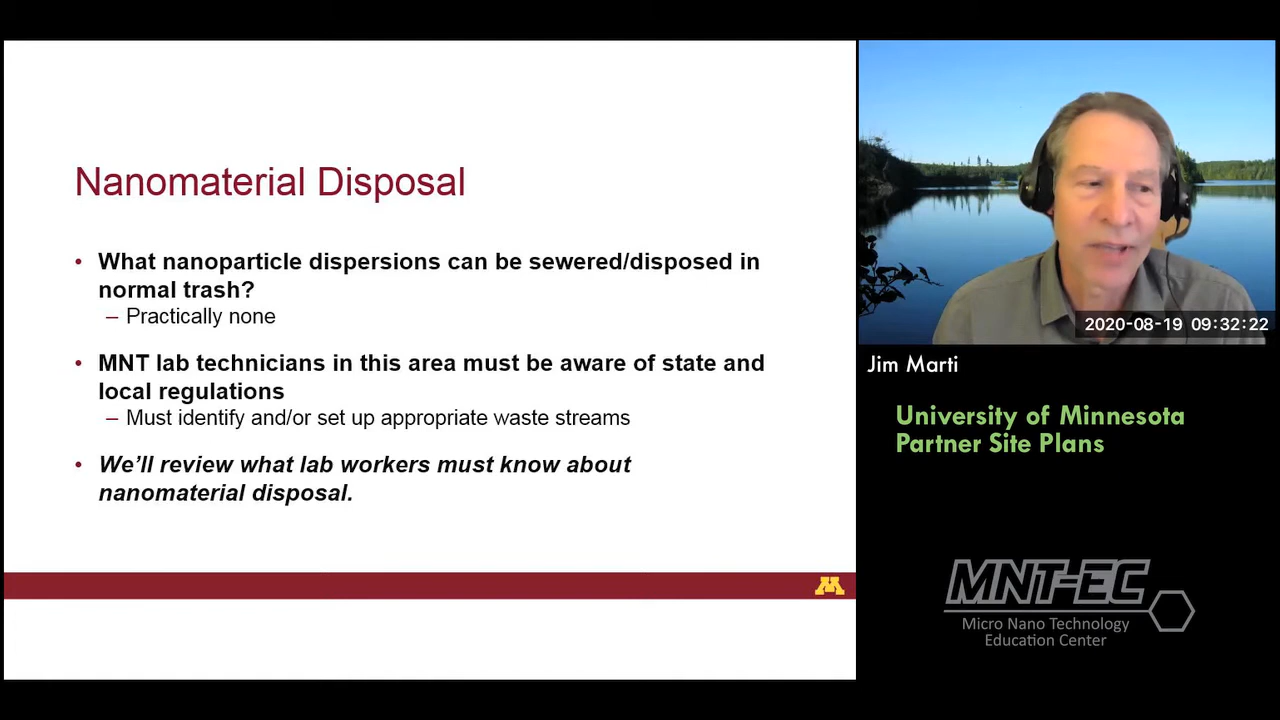 Nanomaterial Disposal
• What nanoparticle dispersions can be sewered/disposed in
normal trash?
– Practically none
• MNT lab technicians in this area must be aware of state and
local regulations
– Must identify and/or set up appropriate waste streams
• We’ll review what lab workers must know about
nanomaterial disposal.
M
2020-08-19 09:32:22
Jim Marti
University of Minnesota
Partner Site Plans
MNT-EC
Micro Nano Technology
Education Center